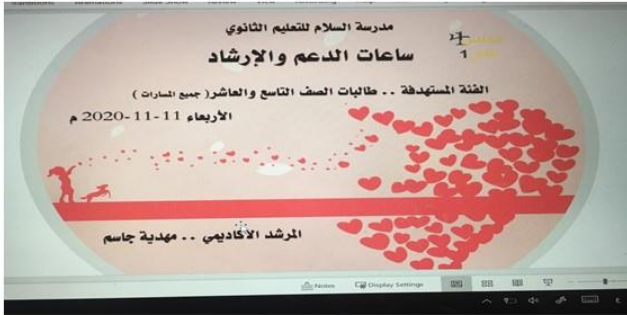 مدرسة السلام للتعليم الثانوي
ساعات الدعم والإرشاد
الفئة المستهدفة .. طالبات الصف التاسع والعاشر( جميع المسارات )
الأربعاء 11-11-2020 م
المرشد الأكاديمي .. مهدية جاسم
Notes
Display Settings